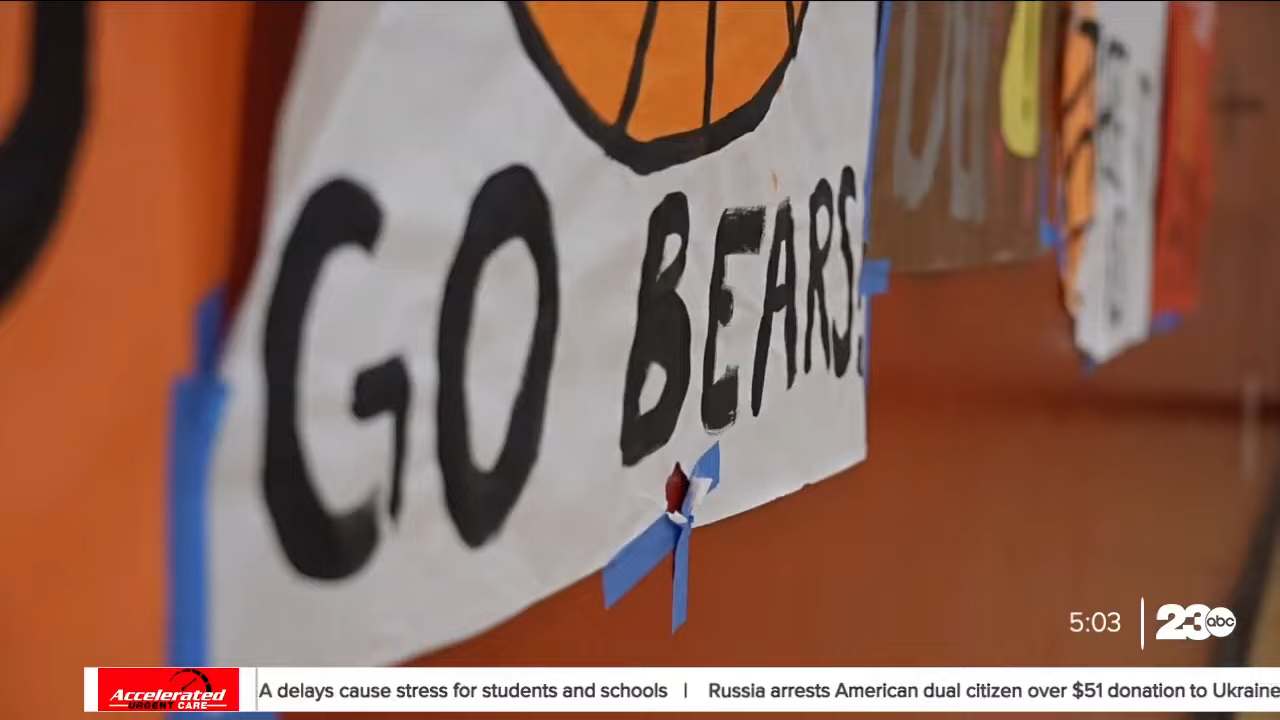 GO BEARS!
5:03
23 abc
Accelerated
URGENT CARE
A delays cause stress for students and schools | Russia arrests American dual citizen over $51 donation to Ukraine